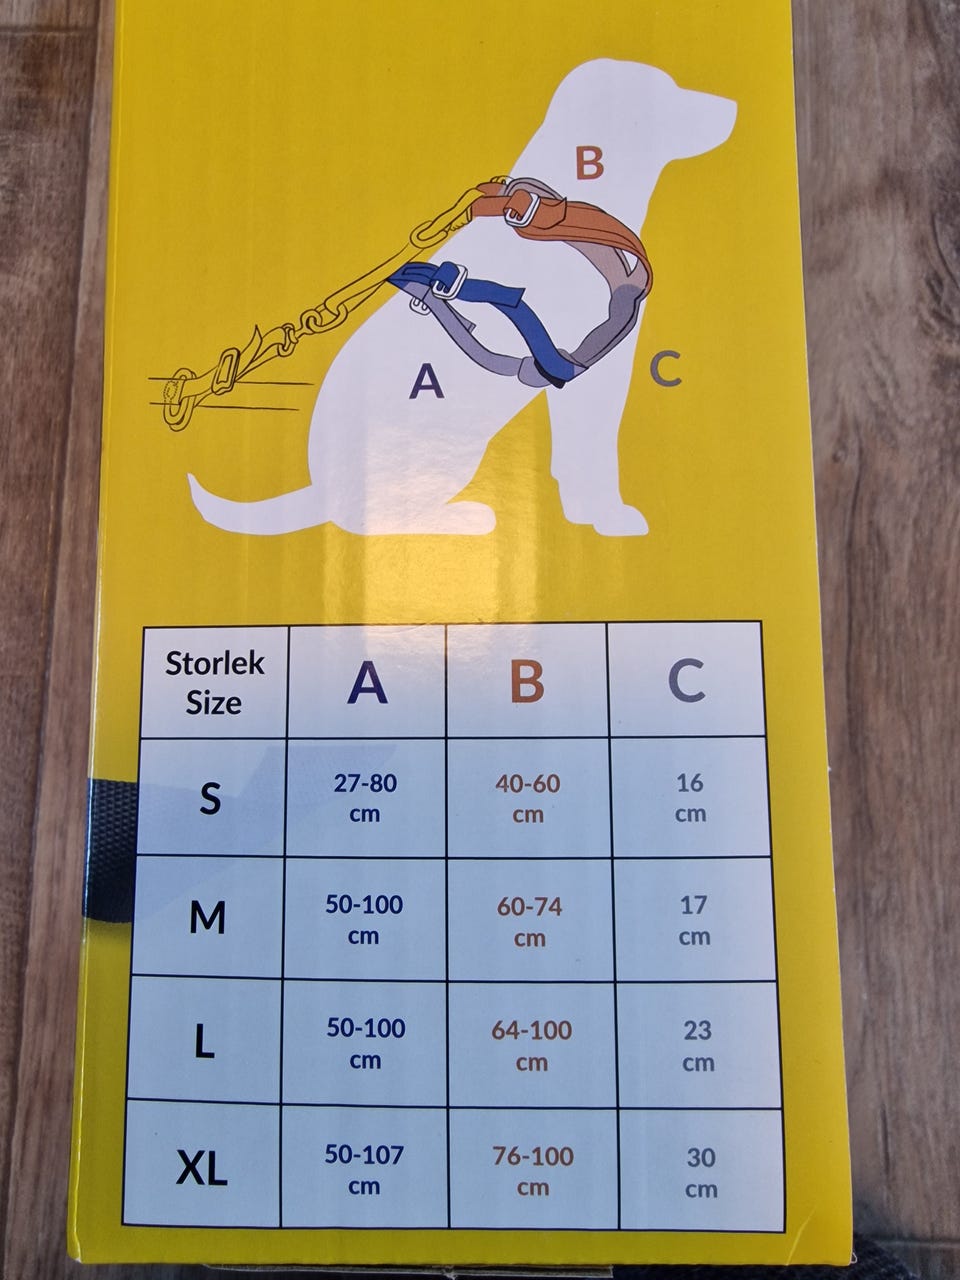 B
A
C
Storlek
Size
A
B
C
S
27-80
cm
40-60
cm
16
cm
M
50-100
cm
60-74
cm
17
cm
L
50-100
cm
64-100
cm
23
cm
XL
50-107
cm
76-100
cm
30
cm